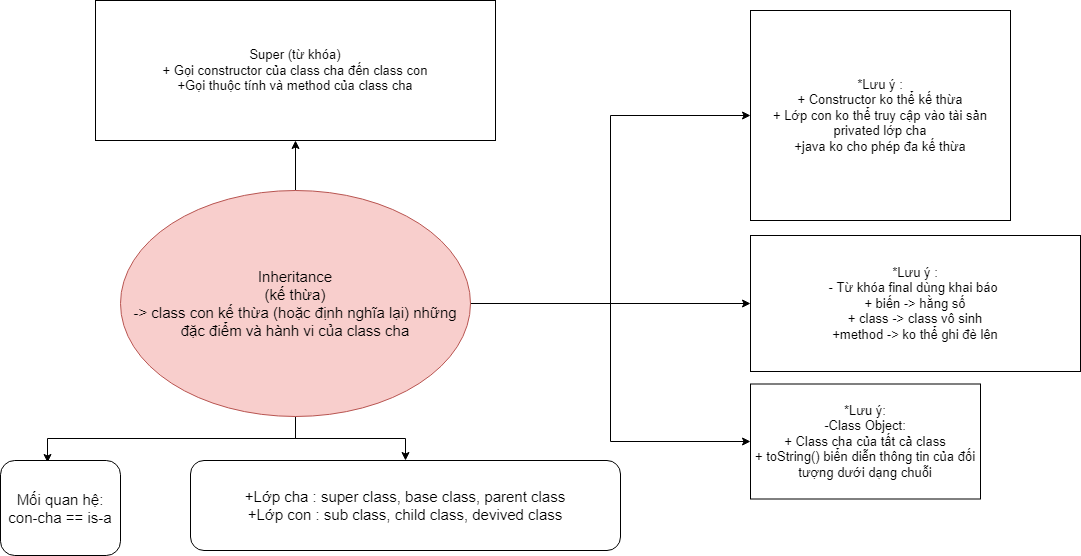 Super (từ khóa)
+ Gọi constructor của class cha đến class con
+Gọi thuộc tính và method của class cha
*Lưu ý :
+ Constructor ko thể kế thừa
+ Lớp con ko thể truy cập vào tài sản
privated lớp cha
+java ko cho phép đa kế thừa
Inheritance
(kế thừa)
-> class con kế thừa (hoặc định nghĩa lại) những
đặc điểm và hành vi của class cha
*Lưu ý :
- Từ khóa final dùng khai báo
+ biến -> hằng số
+ class -> class vô sinh
+method -> ko thể ghi đè lên
*Lưu ý:
-Class Object:
+ Class cha của tất cả class
+ toString() biển diễn thông tin của đối
tượng dưới dạng chuỗi
Mối quan hệ:
con-cha == is-a
+Lớp cha : super class, base class, parent class
+Lớp con : sub class, child class, devived class